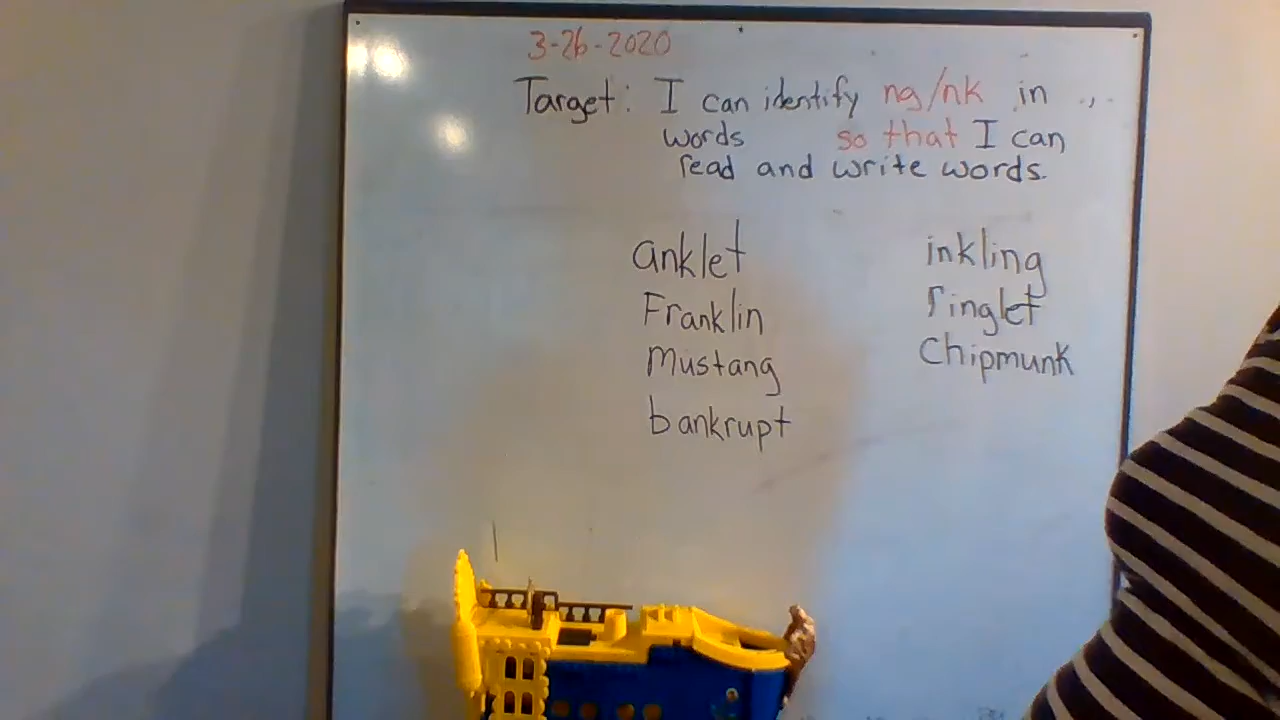 3-26-2020
Target: I can identify ng/nk in
words so that I can
read and write words.
anklet
Franklin
Mustang
bankrupt
inkling
ringlet
Chipmunk